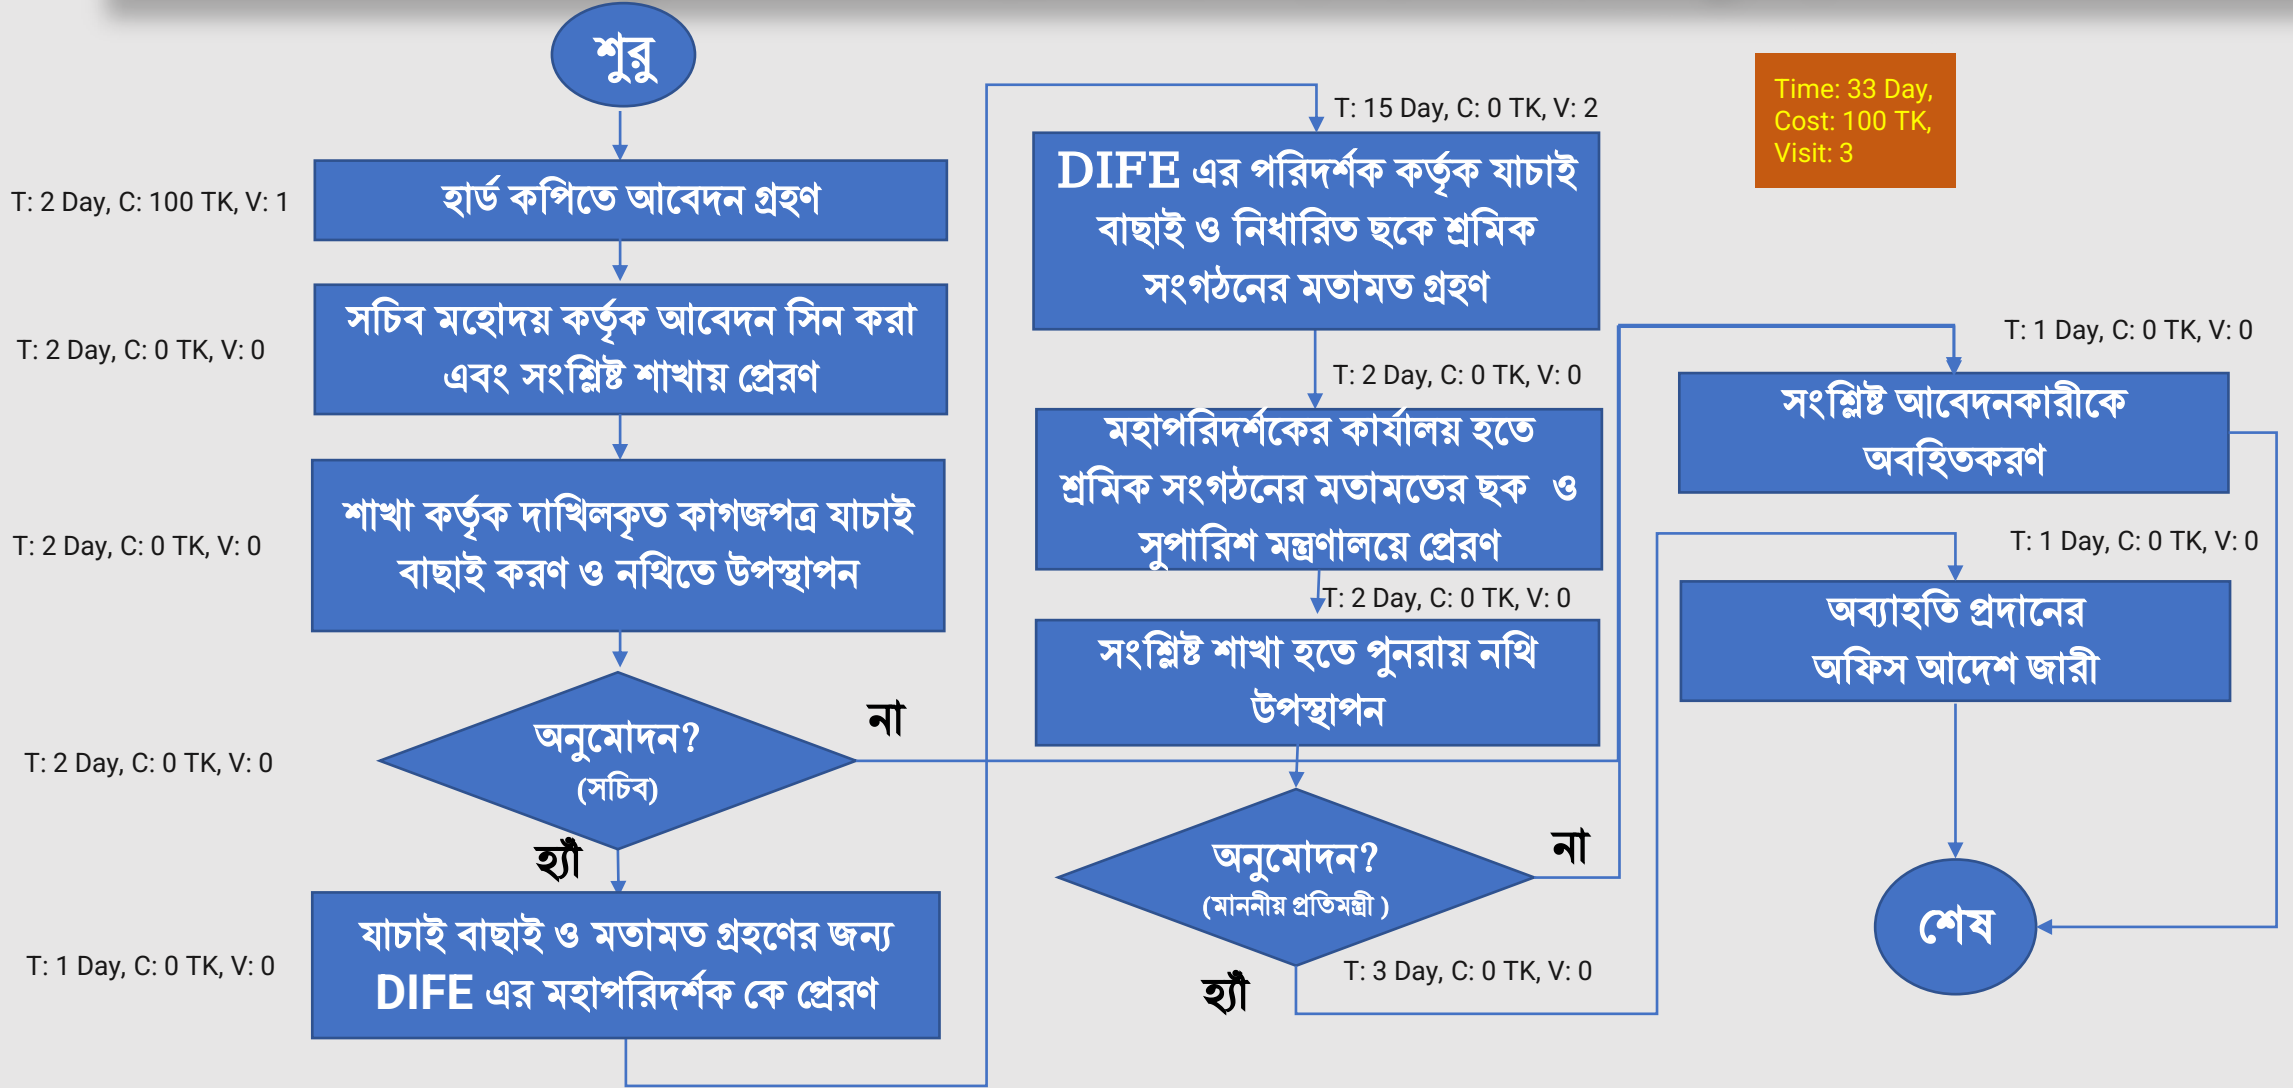 শুরু
T: 2 Day, C: 100 TK, V: 1
হার্ড কপিতে আবেদন গ্রহণ
T: 2 Day, C: 0 TK, V: 0
সচিব মহোদয় কর্তৃক আবেদন সিন করা
এবং সংশ্লিষ্ট শাখায় প্রেরণ
T: 2 Day, C: 0 TK, V: 0
শাখা কর্তৃক দাখিলকৃত কাগজপত্র যাচাই
বাছাই করণ ও নথিতে উপস্থাপন
T: 2 Day, C: 0 TK, V: 0
অনুমোদন?
(সচিব)
না
হ্যাঁ
T: 1 Day, C: 0 TK, V: 0
যাচাই বাছাই ও মতামত গ্রহণের জন্য
DIFE এর মহাপরিদর্শক কে প্রেরণ
T: 15 Day, C: 0 TK, V: 2
DIFE এর পরিদর্শক কর্তৃক যাচাই
বাছাই ও নিধারিত ছকে শ্রমিক
সংগঠনের মতামত গ্রহণ
T: 2 Day, C: 0 TK, V: 0
মহাপরিদর্শকের কার্যালয় হতে
শ্রমিক সংগঠনের মতামতের ছক ও
সুপারিশ মন্ত্রণালয়ে প্রেরণ
T: 2 Day, C: 0 TK, V: 0
সংশ্লিষ্ট শাখা হতে পুনরায় নথি
উপস্থাপন
অনুমোদন?
(মাননীয় প্রতিমন্ত্রী )
না
হ্যাঁ
T: 3 Day, C: 0 TK, V: 0
Time: 33 Day,
Cost: 100 TK,
Visit: 3
T: 1 Day, C: 0 TK, V: 0
সংশ্লিষ্ট আবেদনকারীকে
অবহিতকরণ
T: 1 Day, C: 0 TK, V: 0
অব্যাহতি প্রদানের
অফিস আদেশ জারী
শেষ